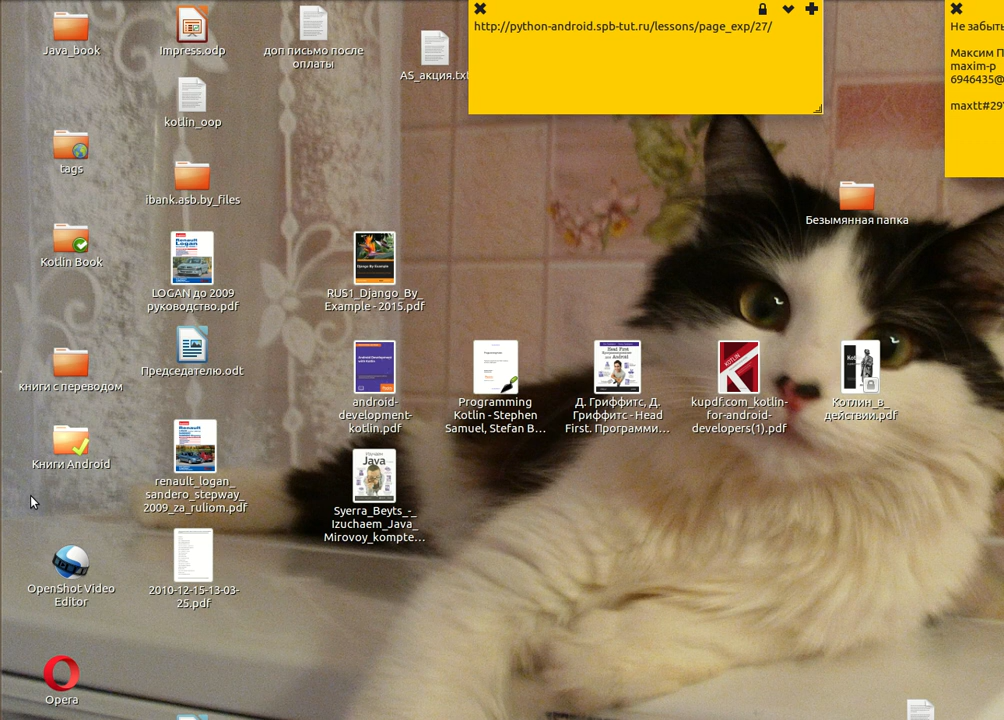 Java_book
Impress.odp
доп письмо после
оплаты
AS_акция.txt
http://python-android.spb-tut.ru/lessons/page_exp/27/
Не забыть
Максим П
maxim-p
6946435@
maxtt#29
kotlin_oop
tags
ibank.asb.by_files
Безымянная папка
Kotlin Book
LOGAN до 2009
руководство.pdf
RUS1_Django_By_
Example - 2015.pdf
книги с переводом
Председателю.odt
android-
development-
kotlin.pdf
Programming
Kotlin - Stephen
Samuel, Stefan B...
Д. Гриффитс, Д.
Гриффитс - Head
First. Программи...
kupdf.com_kotlin-
for-android-
developers(1).pdf
Котлин_в_
действии.pdf
Книги Android
renault_logan_
sandero_stepway_
2009_za_ruliom.pdf
Java
Syerra_Beyts_-_
Izuchaem_Java_
Mirovoy_kompte...
OpenShot Video
Editor
2010-12-15-13-03-
25.pdf
Opera